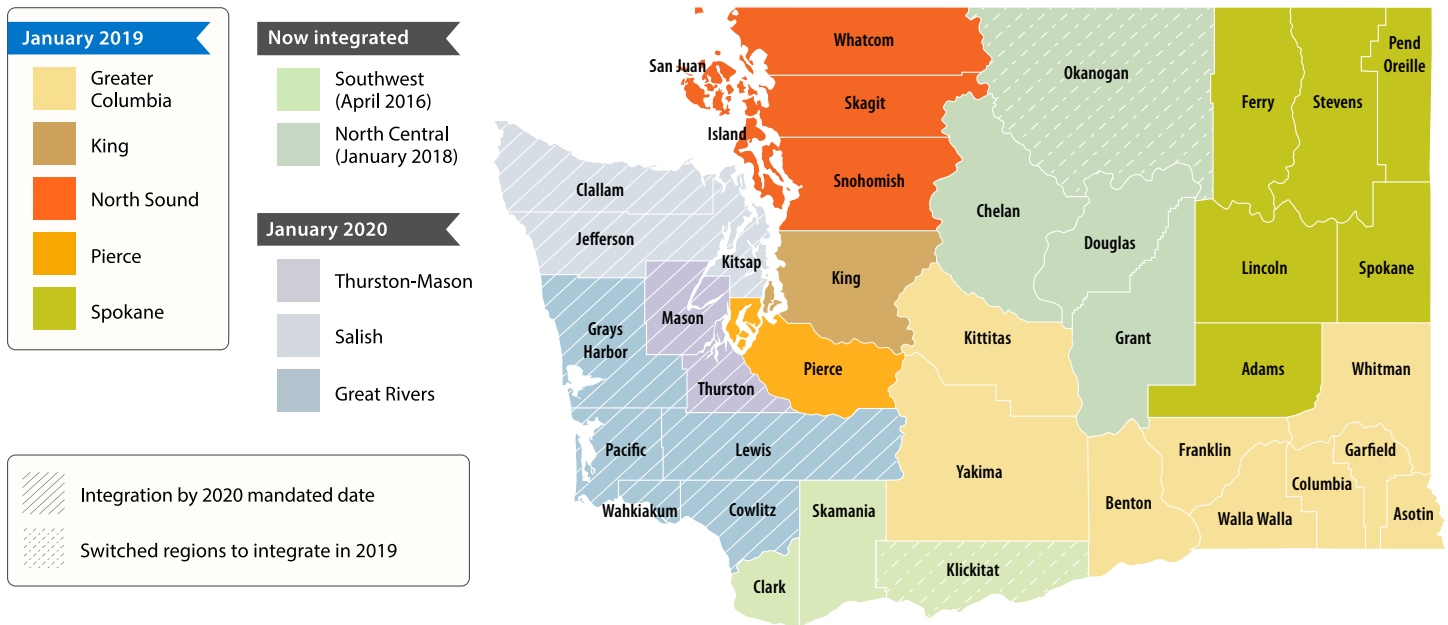 January 2019
Greater
Columbia
King
North Sound
Pierce
Spokane
Now integrated
Southwest
(April 2016)
North Central
(January 2018)
January 2020
Thurston-Mason
Salish
Great Rivers
Integration by 2020 mandated date
Switched regions to integrate in 2019
Whatcom
San Juan
Skagit
Island
Snohomish
Okanogan
Ferry
Stevens
Pend
Oreille
Clallam
Jefferson
Kitsap
King
Chelan
Douglas
Lincoln
Spokane
Grays
Harbor
Mason
Thurston
Pierce
Kittitas
Grant
Adams
Whitman
Pacific
Lewis
Yakima
Franklin
Garfield
Columbia
Wahkiakum
Cowlitz
Skamania
Benton
Walla Walla
Asotin
Clark
Klickitat